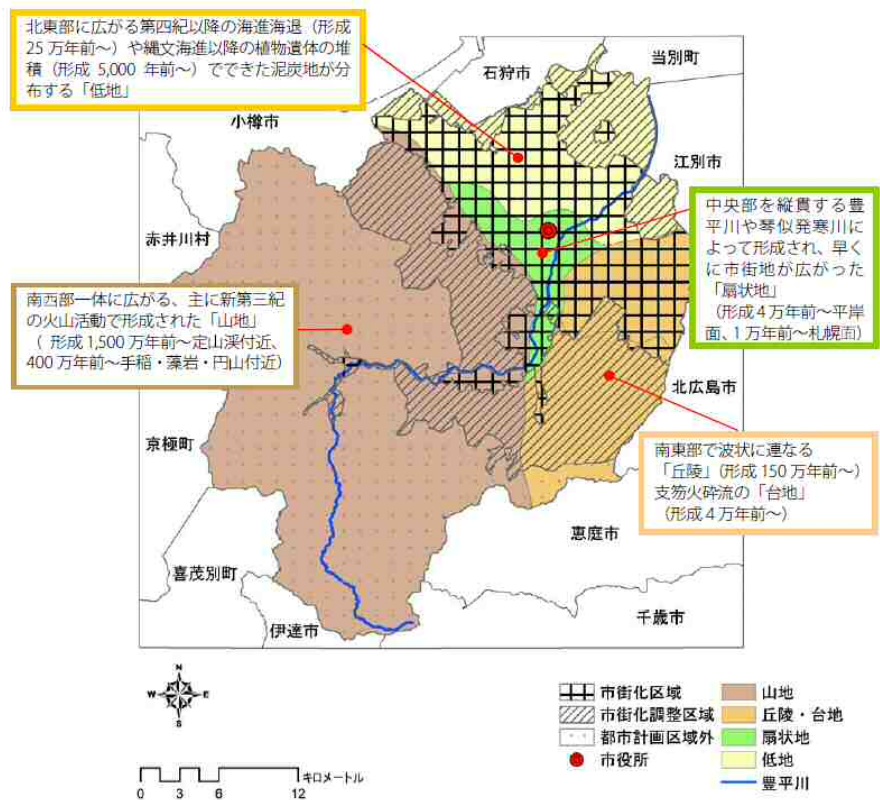 北東部に広がる第四紀以降の海進海退（形成
25万年前～）や縄文海進以降の植物遺体の堆
積（形成 5,000 年前～）でできた泥炭地が分
布する「低地」
当別町
石狩市
小樽市
江別市
中央部を縦貫する豊
平川や琴似発寒川に
よって形成され、早く
に市街地が広がった
「扇状地」
（形成４万年前～平岸
面、１万年前～札幌面）
赤井川村
南西部一体に広がる、主に新第三紀
の火山活動で形成された「山地」
（ 形成 1,500 万年前～定山渓付近、
400 万年前～手稲・藻岩・円山付近）
北広島市
京極町
南東部で波状に連なる
「丘陵」（形成 150 万年前～）
支笏火砕流の「台地」
（形成４万年前～）
恵庭市
喜茂別町
伊達市
千歳市
N
W E
S
市街化区域
市街化調整区域
都市計画区域外
市役所
山地
丘陵・台地
扇状地
低地
豊平川
キロメートル
0 3 6 12